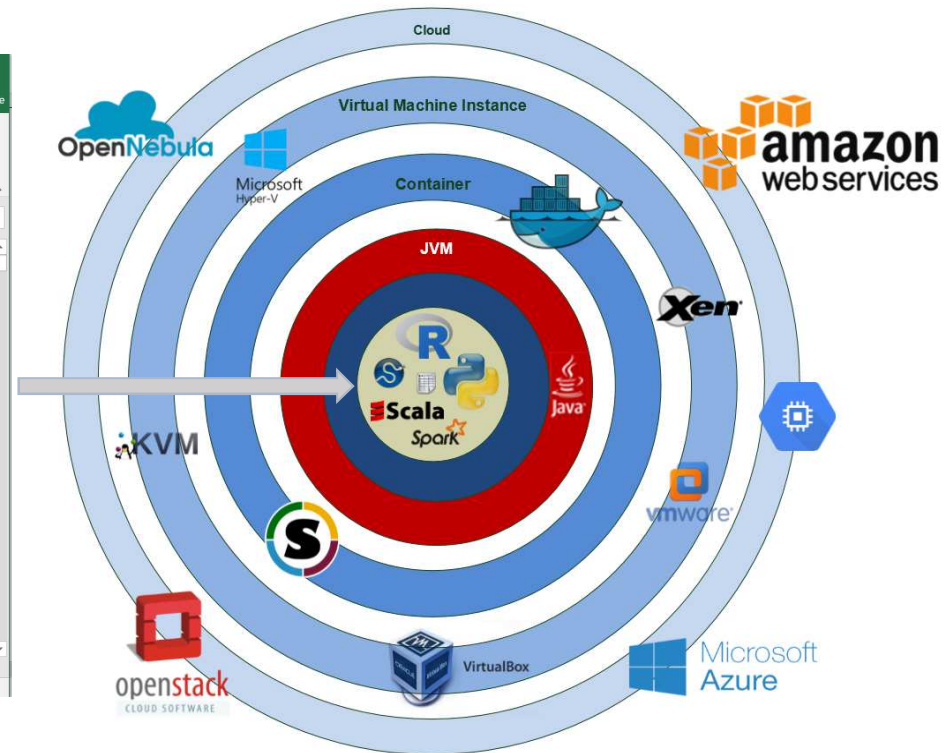 Cloud
Virtual Machine Instance
OpenNebula
Microsoft
Hyper-V
Container
amazon
web services
JVM
Xen
R
Scala
Spark
Java
KVM
vmware
S
openstack
CLOUD SOFTWARE
VirtualBox
Microsoft
Azure